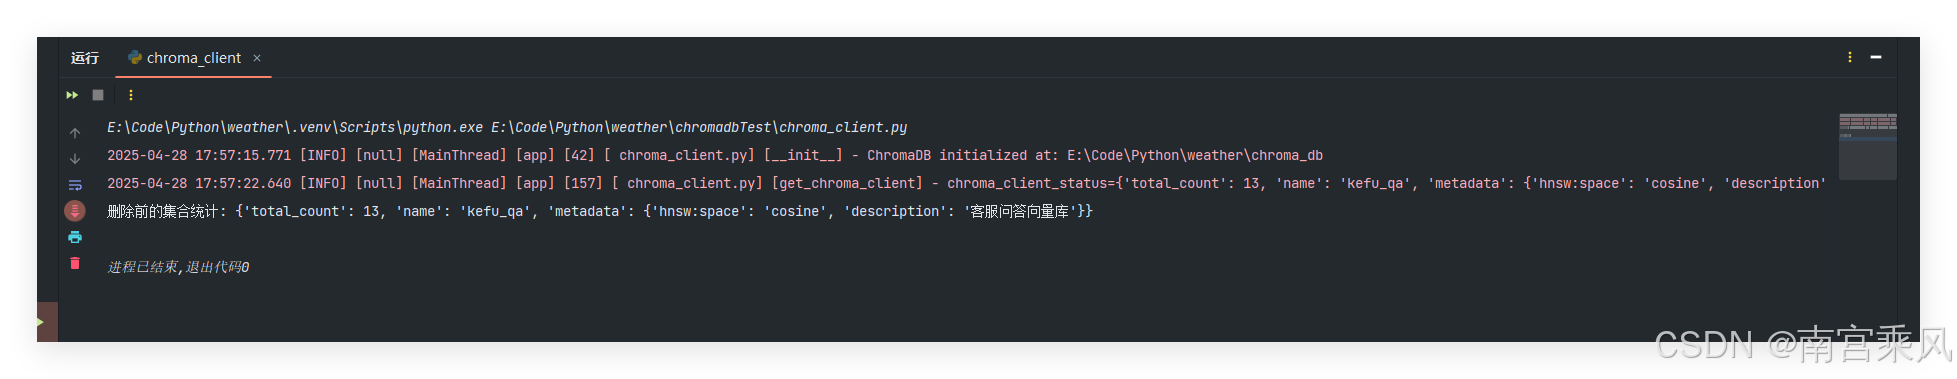 运行 chroma_client ×
E:\Code\Python\weather\.venv\Scripts\python.exe E:\Code\Python\weather\chromadbTest\chroma_client.py
2025-04-28 17:57:15.771 [INFO] [null] [MainThread] [app] [42] [ chroma_client.py] [__init__] - ChromaDB initialized at: E:\Code\Python\weather\chroma_db
2025-04-28 17:57:22.640 [INFO] [null] [MainThread] [app] [157] [ chroma_client.py] [get_chroma_client] - chroma_client_status={'total_count': 13, 'name': 'kefu_qa', 'metadata': {'hnsw:space': 'cosine', 'description'
删除前的集合统计: {'total_count': 13, 'name': 'kefu_qa', 'metadata': {'hnsw:space': 'cosine', 'description': '客服问答向量库'}}
进程已结束,退出代码0
CSDN @南宫乘风